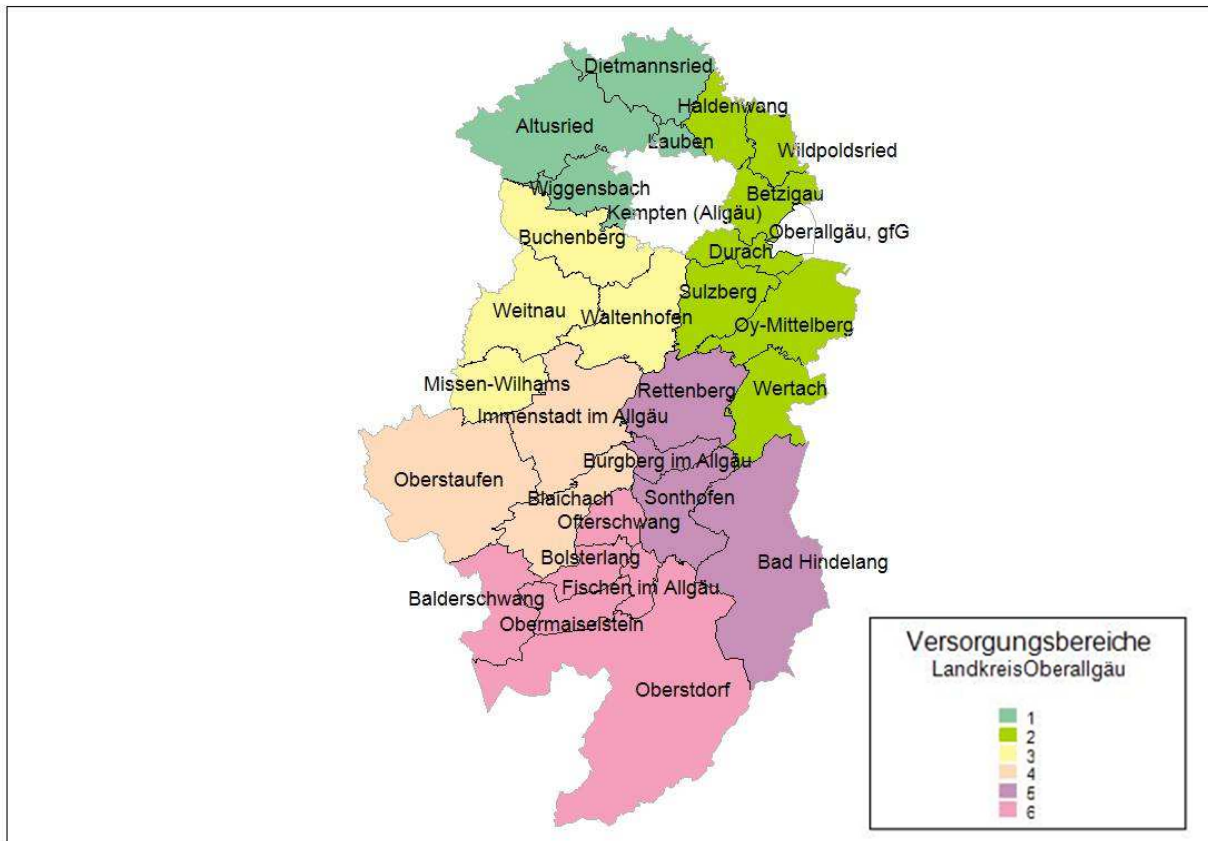 Dietmannsried
Haldenwang
Altusried
Lauben
Wildpoldsried
Wiggensbach
Betzigau
Kempten (Allgäu)
Oberallgäu, gfG
Buchenberg
Durach
Sulzberg
Weitnau
Waltenhofen
Oy-Mittelberg
Missen-Wilhams
Rettenberg
Wertach
Immenstadt im Allgäu
Burgberg im Allgäu
Oberstaufen
Blaichach
Sonthofen
Ofterschwang
Bolsterlang
Bad Hindelang
Fischen im Allgäu
Balderschwang
Obermaiselstein
Oberstdorf
Versorgungsbereiche
LandkreisOberallgäu
1
2
3
4
5
6